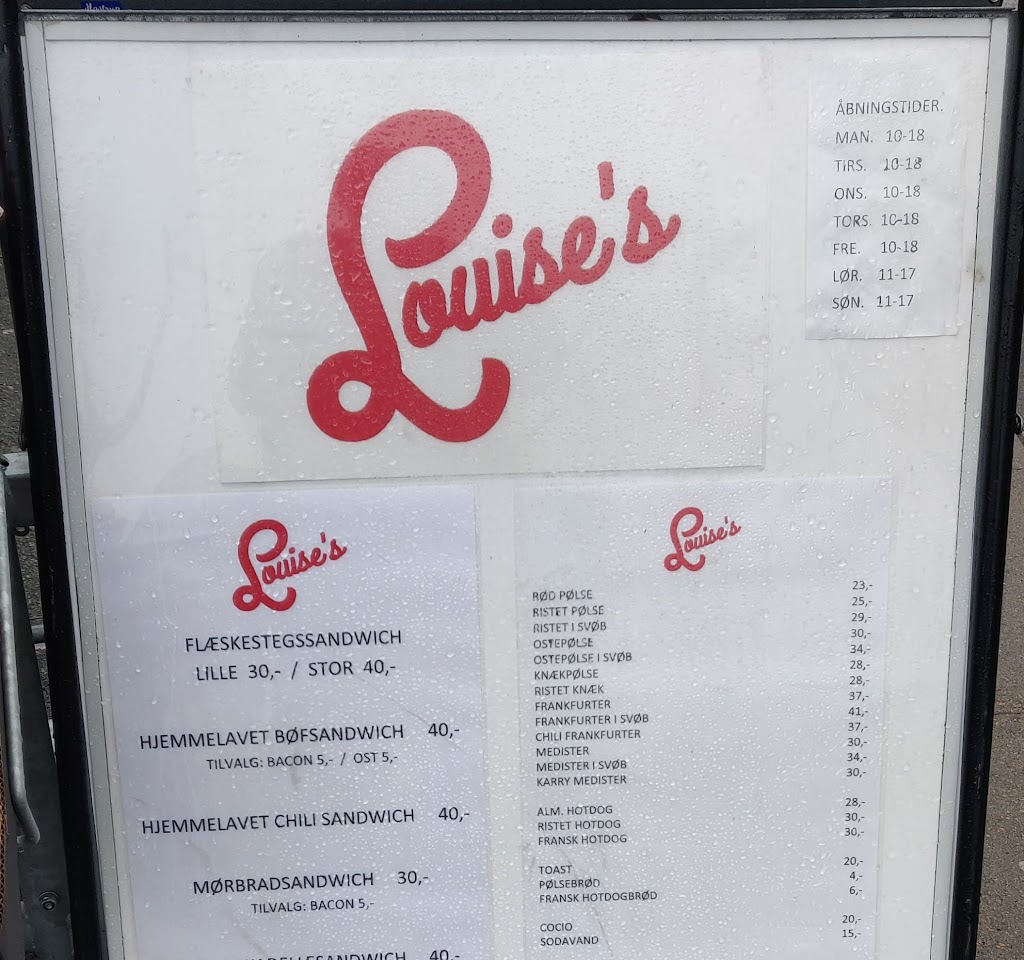 Louise's
ÅBNINGSTIDER.
MAN. 10-18
TIRS. 10-18
ONS. 10-18
TORS. 10-18
FRE. 10-18
LØR. 11-17
SØN. 11-17
Louise's
FLÆSKESTEGSSANDWICH
LILLE 30,- / STOR 40,-
HJEMMELAVET BØFSANDWICH 40,-
TILVALG: BACON 5,- / OST 5,-
HJEMMELAVET CHILI SANDWICH 40,-
MØRBRADSANDWICH 30,-
TILVALG: BACON 5,-
40,-
Louise's
RØD PØLSE 23,-
RISTET PØLSE 25,-
RISTET I SVØB 29,-
OSTEPØLSE 30,-
OSTEPØLSE I SVØB 34,-
KNÆKPØLSE 28,-
RISTET KNÆK 28,-
FRANKFURTER 37,-
FRANKFURTER I SVØB 41,-
CHILI FRANKFURTER 37,-
MEDISTER 30,-
MEDISTER I SVØB 34,-
KARRY MEDISTER 30,-
ALM. HOTDOG 28,-
RISTET HOTDOG 30,-
FRANSK HOTDOG 30,-
TOAST 20,-
PØLSEBRØD 4,-
FRANSK HOTDOGBRØD 6,-
COCIO 20,-
SODAVAND 15,-